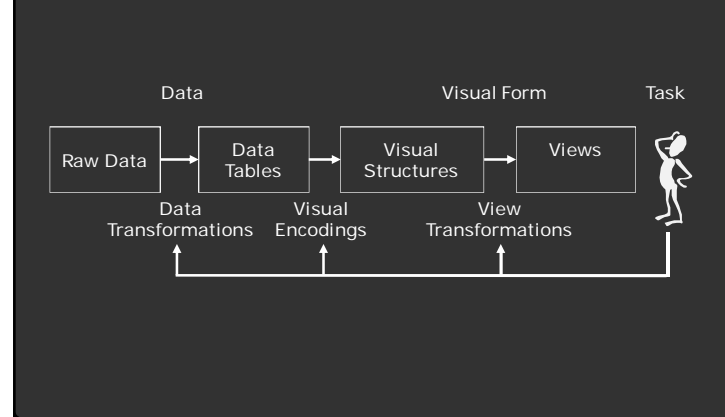 Data
Visual Form
Task
Raw Data
Data
Tables
Visual
Structures
Views
Data
Transformations
Visual
Encodings
View
Transformations